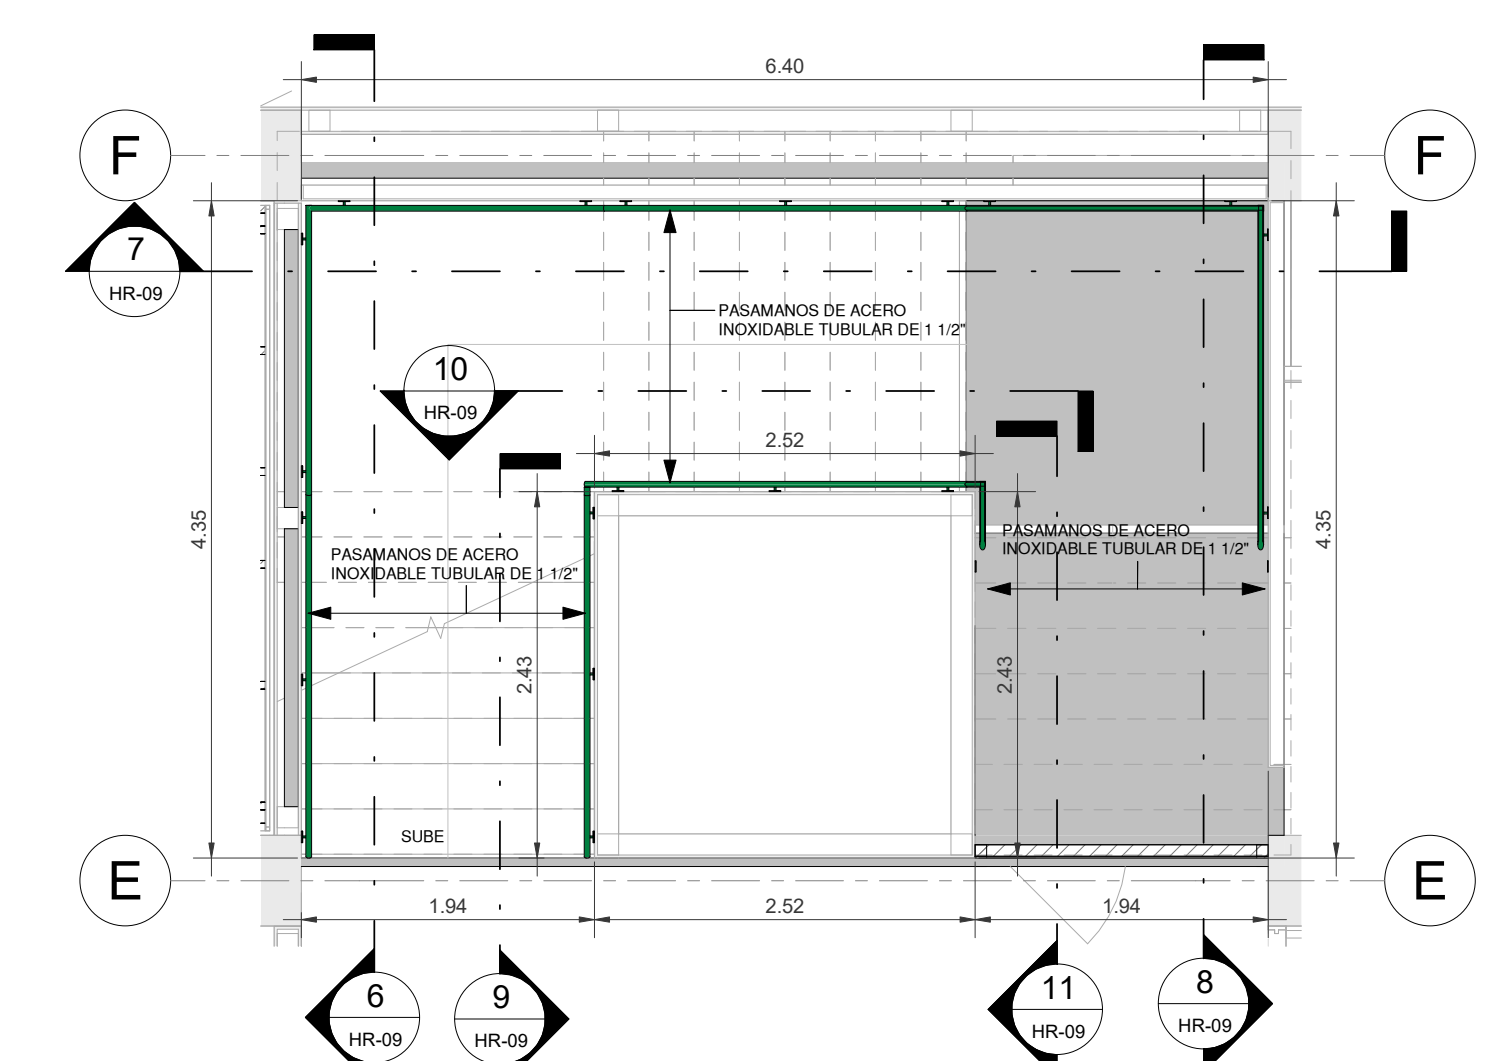 6.40
F
F
7
HR-09
PASAMANOS DE ACERO
INOXIDABLE TUBULAR DE 1 1/2"
10
HR-09
2.52
4.35
PASAMANOS DE ACERO
INOXIDABLE TUBULAR DE 1 1/2"
PASAMANOS DE ACERO
INOXIDABLE TUBULAR DE 1 1/2"
4.35
2.43
2.43
SUBE
E
E
1.94
2.52
1.94
6
HR-09
9
HR-09
11
HR-09
8
HR-09